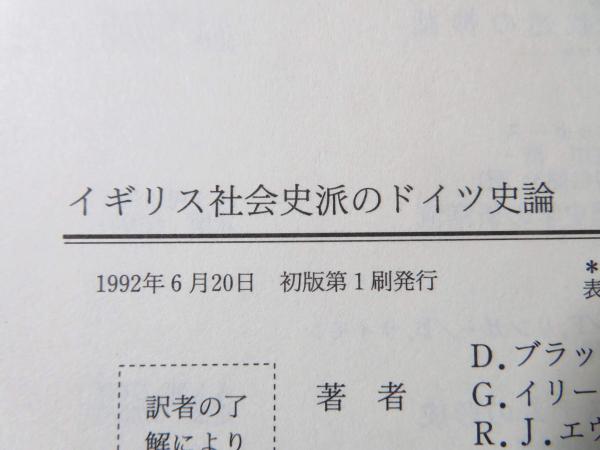 イギリス社会史派のドイツ史論
1992年6月20日 初版第1刷発行
*
表
D.ブラッ
著者 G.イリー
R.J.エヴ
訳者の了
解により